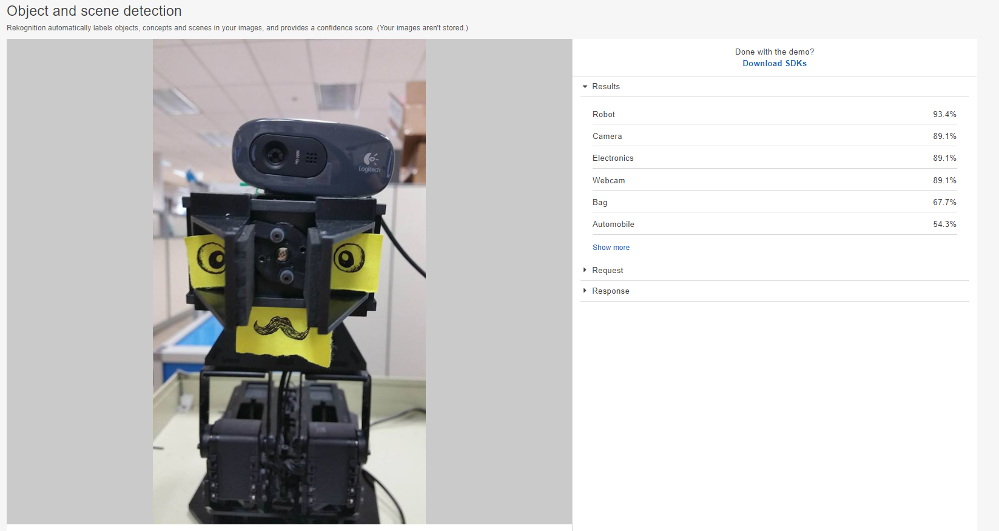 Object and scene detection
Rekognition automatically labels objects, concepts and scenes in your images, and provides a confidence score. (Your images aren't stored.)
HD 720p
Logitech
Done with the demo?
Download SDKs
Results
Robot 93.4%
Camera 89.1%
Electronics 89.1%
Webcam 89.1%
Bag 67.7%
Automobile 54.3%
Show more
Request
Response